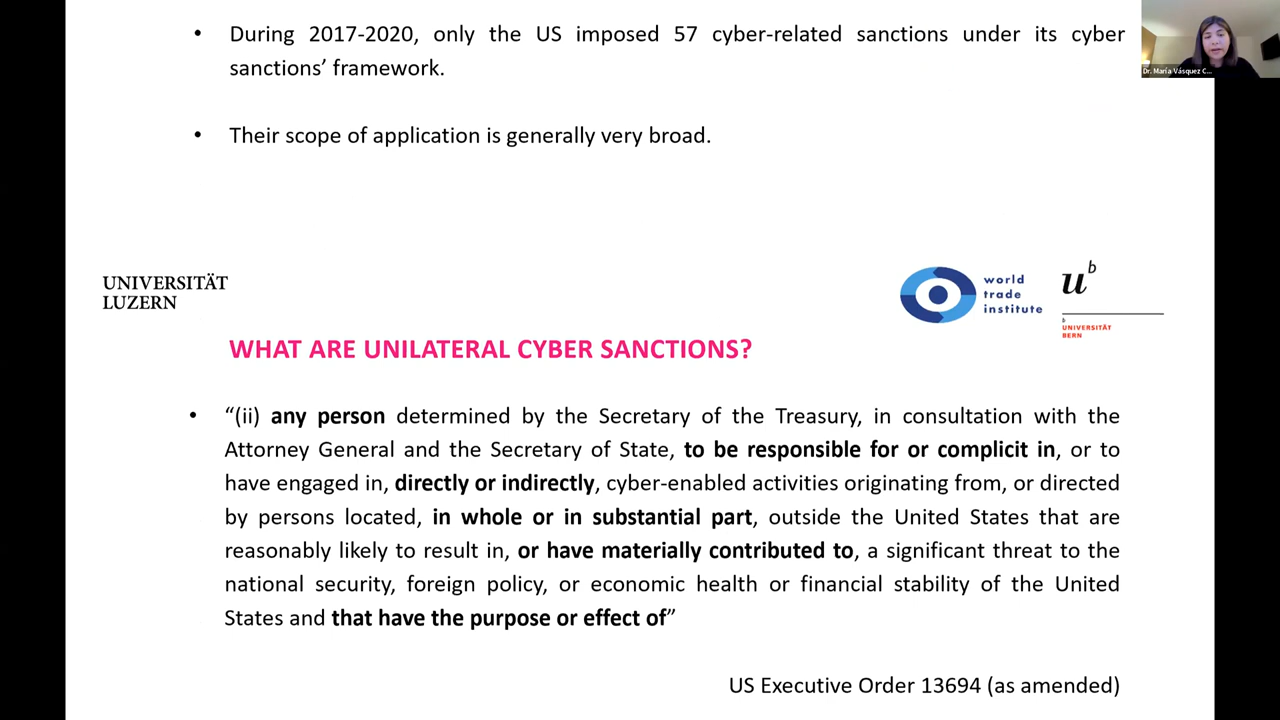 • During 2017-2020, only the US imposed 57 cyber-related sanctions under its cyber
sanctions’ framework.
Dr. María Vásquez C...
• Their scope of application is generally very broad.
UNIVERSITÄT
LUZERN
world
trade
institute
u
b
b
UNIVERSITÄT
BERN
WHAT ARE UNILATERAL CYBER SANCTIONS?
• “(ii) any person determined by the Secretary of the Treasury, in consultation with the
Attorney General and the Secretary of State, to be responsible for or complicit in, or to
have engaged in, directly or indirectly, cyber-enabled activities originating from, or directed
by persons located, in whole or in substantial part, outside the United States that are
reasonably likely to result in, or have materially contributed to, a significant threat to the
national security, foreign policy, or economic health or financial stability of the United
States and that have the purpose or effect of”
US Executive Order 13694 (as amended)